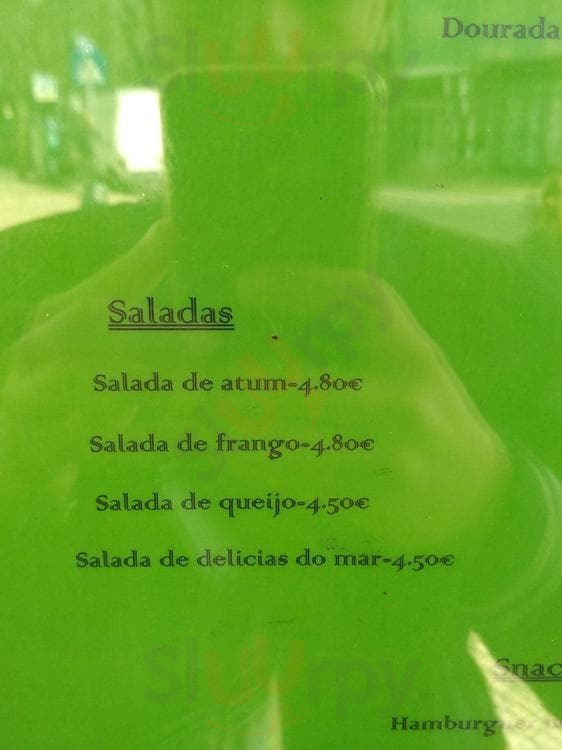 Dourada
Saladas
Salada de atum-4.80€
Salada de frango-4.80€
Salada de queijo-4.50€
Salada de delicias do mar-4.50€
Sluurpy